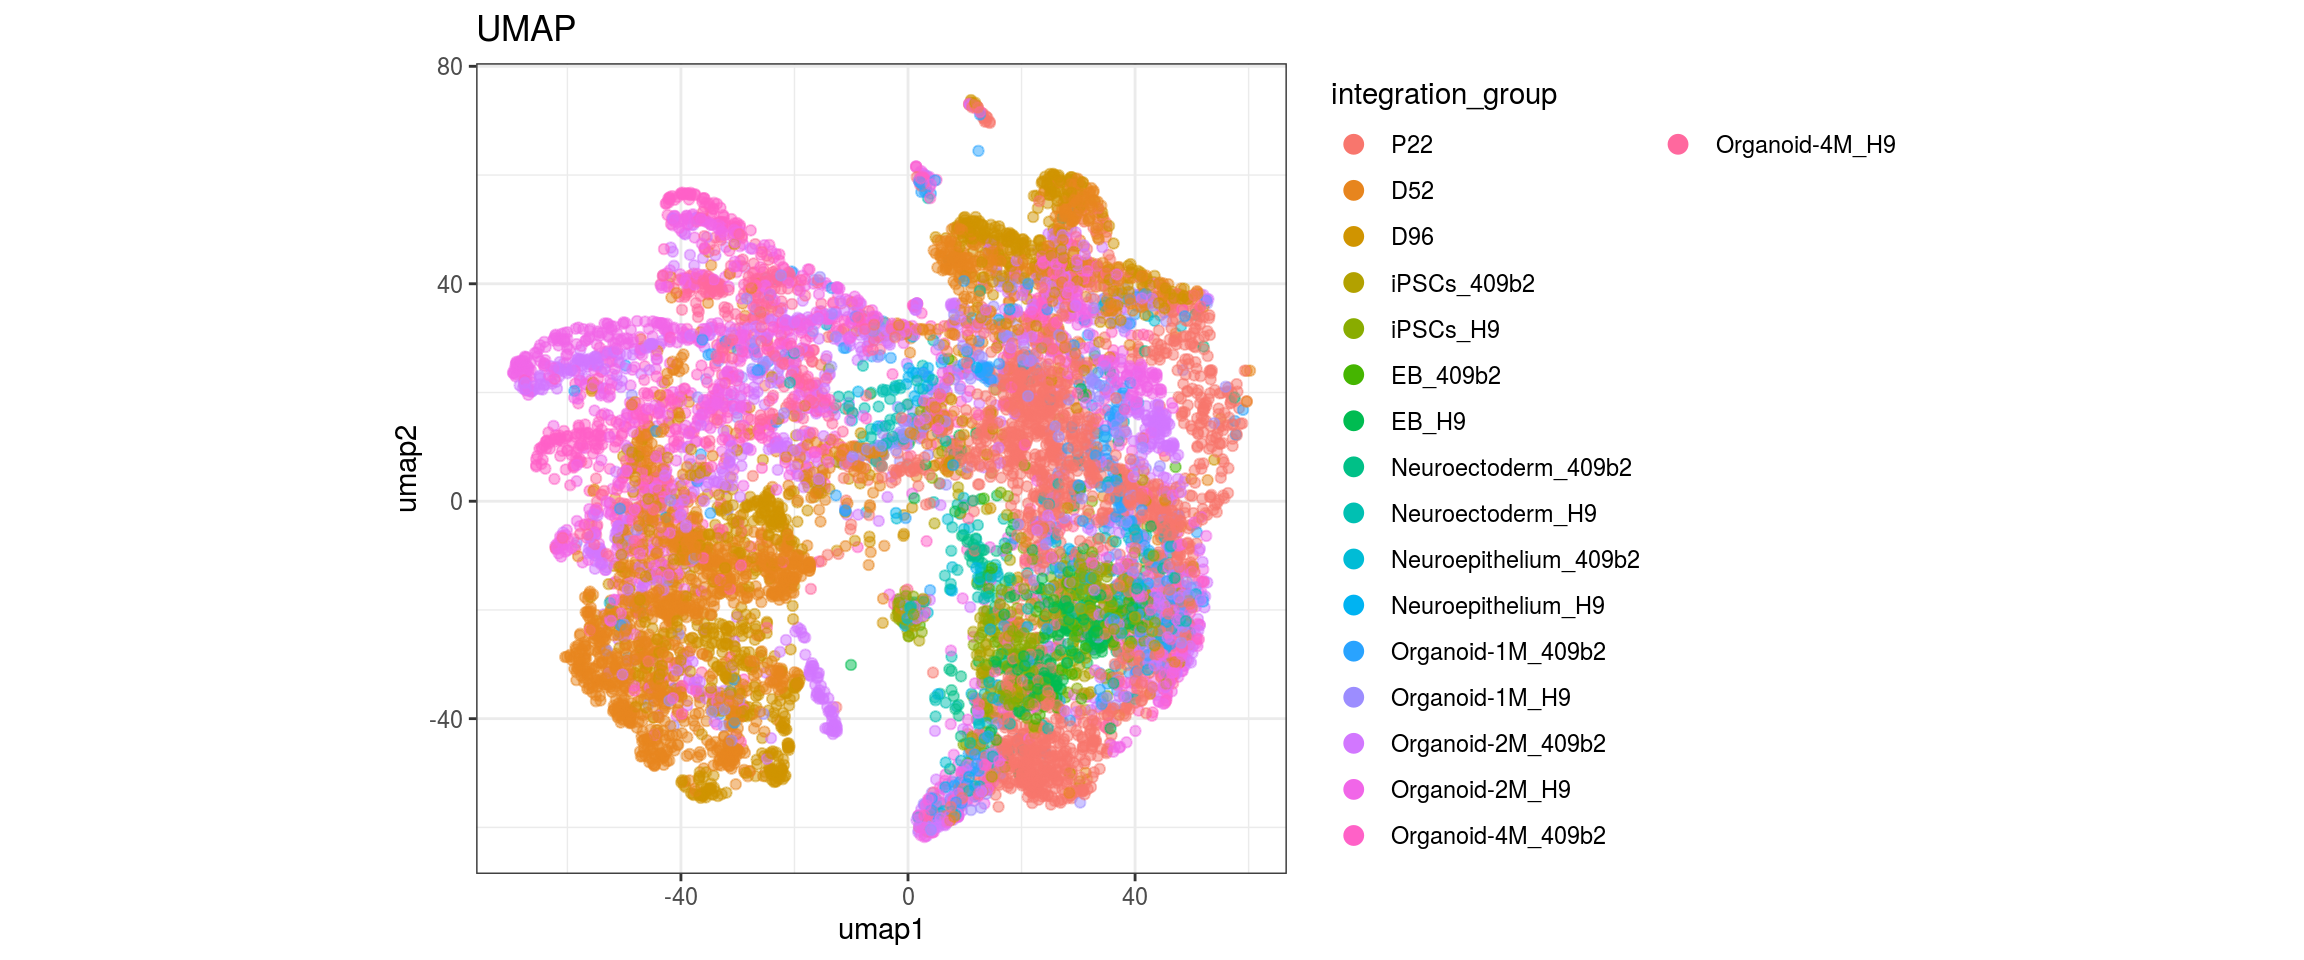 UMAP
80
40
0
-40
umap2
-40
0
40
umap1
integration_group
P22
D52
D96
iPSCs_409b2
iPSCs_H9
EB_409b2
EB_H9
Neuroectoderm_409b2
Neuroectoderm_H9
Neuroepithelium_409b2
Neuroepithelium_H9
Organoid-1M_409b2
Organoid-1M_H9
Organoid-2M_409b2
Organoid-2M_H9
Organoid-4M_409b2
Organoid-4M_H9